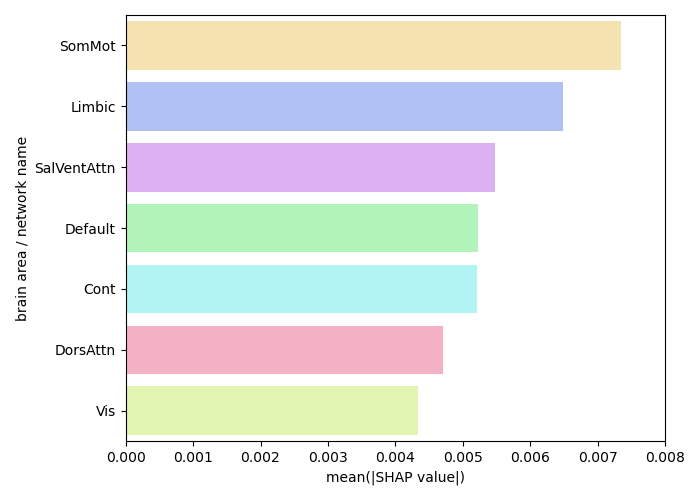 SomMot
Limbic
SalVentAttn
Default
Cont
DorsAttn
Vis
brain area / network name
0.000 0.001 0.002 0.003 0.004 0.005 0.006 0.007 0.008
mean(|SHAP value|)